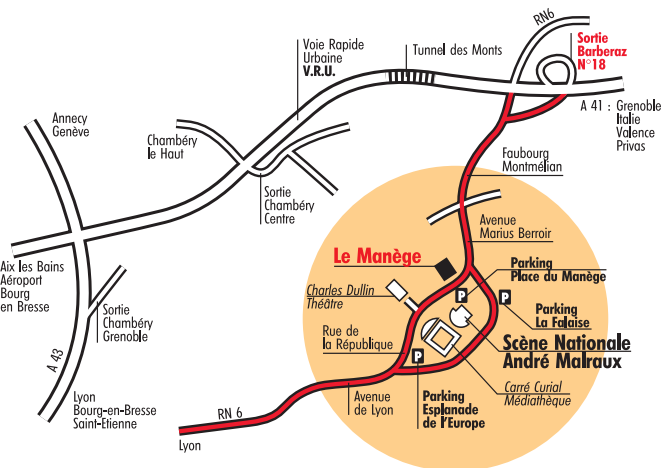 RN6
Sortie
Barberaz
N°18
Voie Rapide
Urbaine
V.R.U.
Tunnel des Monts
A 41 : Grenoble
Italie
Valence
Privas
Annecy
Genève
Chambéry
le Haut
Faubourg
Montmélian
Sortie
Chambéry
Centre
Avenue
Marius Berroir
Le Manège
Parking
Place du Manège
Aix les Bains
Aéroport
Bourg
en Bresse
Charles Dullin
Théâtre
P
P
Parking
La Falaise
Sortie
Chambéry
Grenoble
Rue de
la République
Scène Nationale
André Malraux
P
A 43
Carré Curial
Médiathèque
Lyon
Bourg-en-Bresse
Saint-Etienne
Avenue
de Lyon
Parking
Esplanade
de l'Europe
RN 6
Lyon